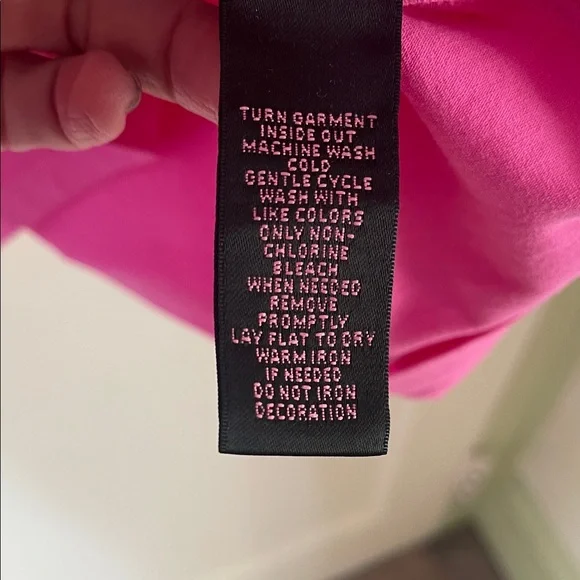 TURN GARMENT
INSIDE OUT
MACHINE WASH
COLD
GENTLE CYCLE
WASH WITH
LIKE COLORS
ONLY NON-
CHLORINE
BLEACH
WHEN NEEDED
REMOVE
PROMPTLY
LAY FLAT TO DRY
WARM IRON
IF NEEDED
DO NOT IRON
DECORATION